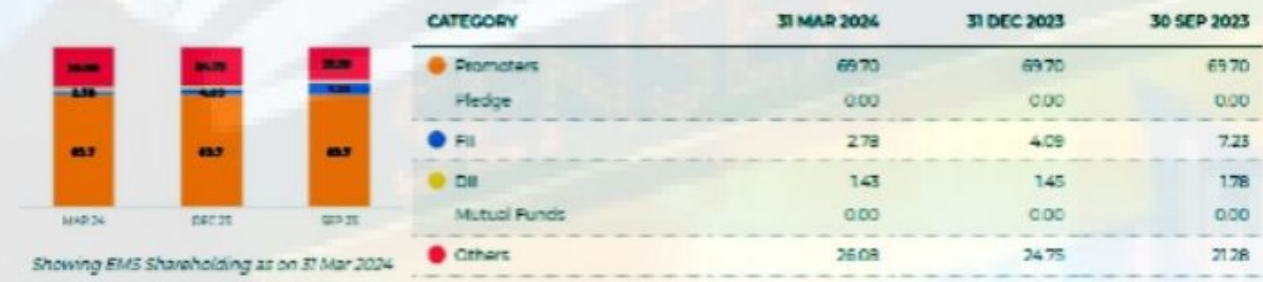 CATEGORY 31 MAR 2024 31 DEC 2023 30 SEP 2023
Promoters 69.70 69.70 69.70
Pledge 0.00 0.00 0.00
FII 2.78 4.09 7.23
DII 1.43 1.45 1.78
Mutual Funds 0.00 0.00 0.00
Others 26.08 24.75 21.28
69.7 69.7 69.7
MAR 24 DEC 23 SEP 23
Showing EMS Shareholding as on 31 Mar 2024